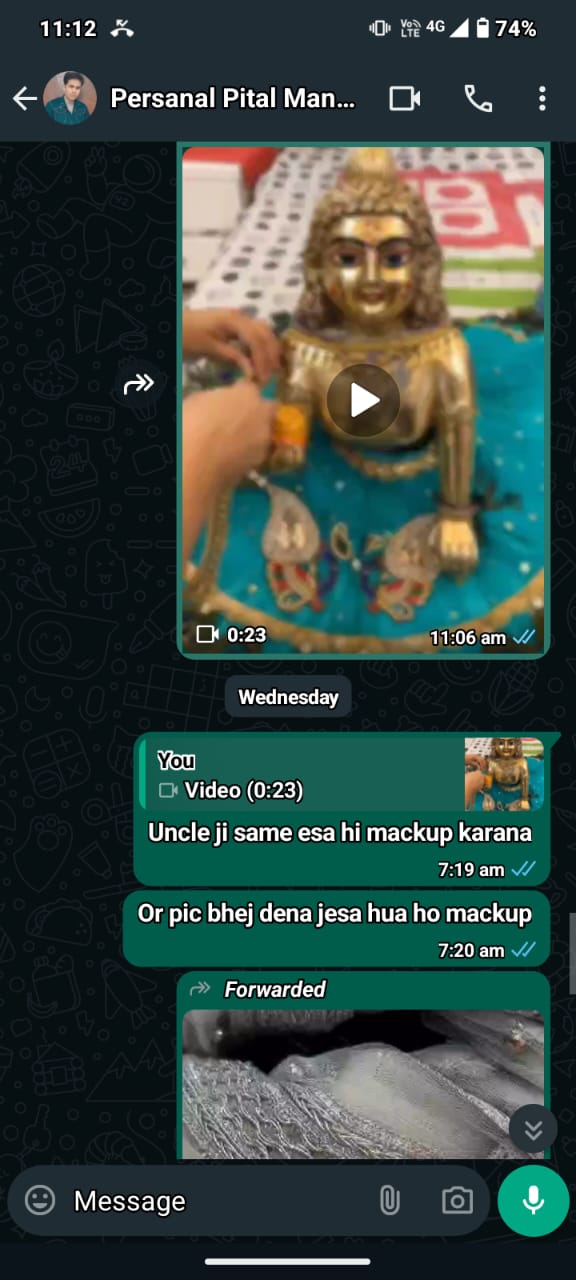 11:12
Vo)) LTE 4G 74%
Persanal Pital Man...
0:23
11:06 am
Wednesday
You
Video (0:23)
Uncle ji same esa hi mackup karana
7:19 am
Or pic bhej dena jesa hua ho mackup
7:20 am
Forwarded
Message